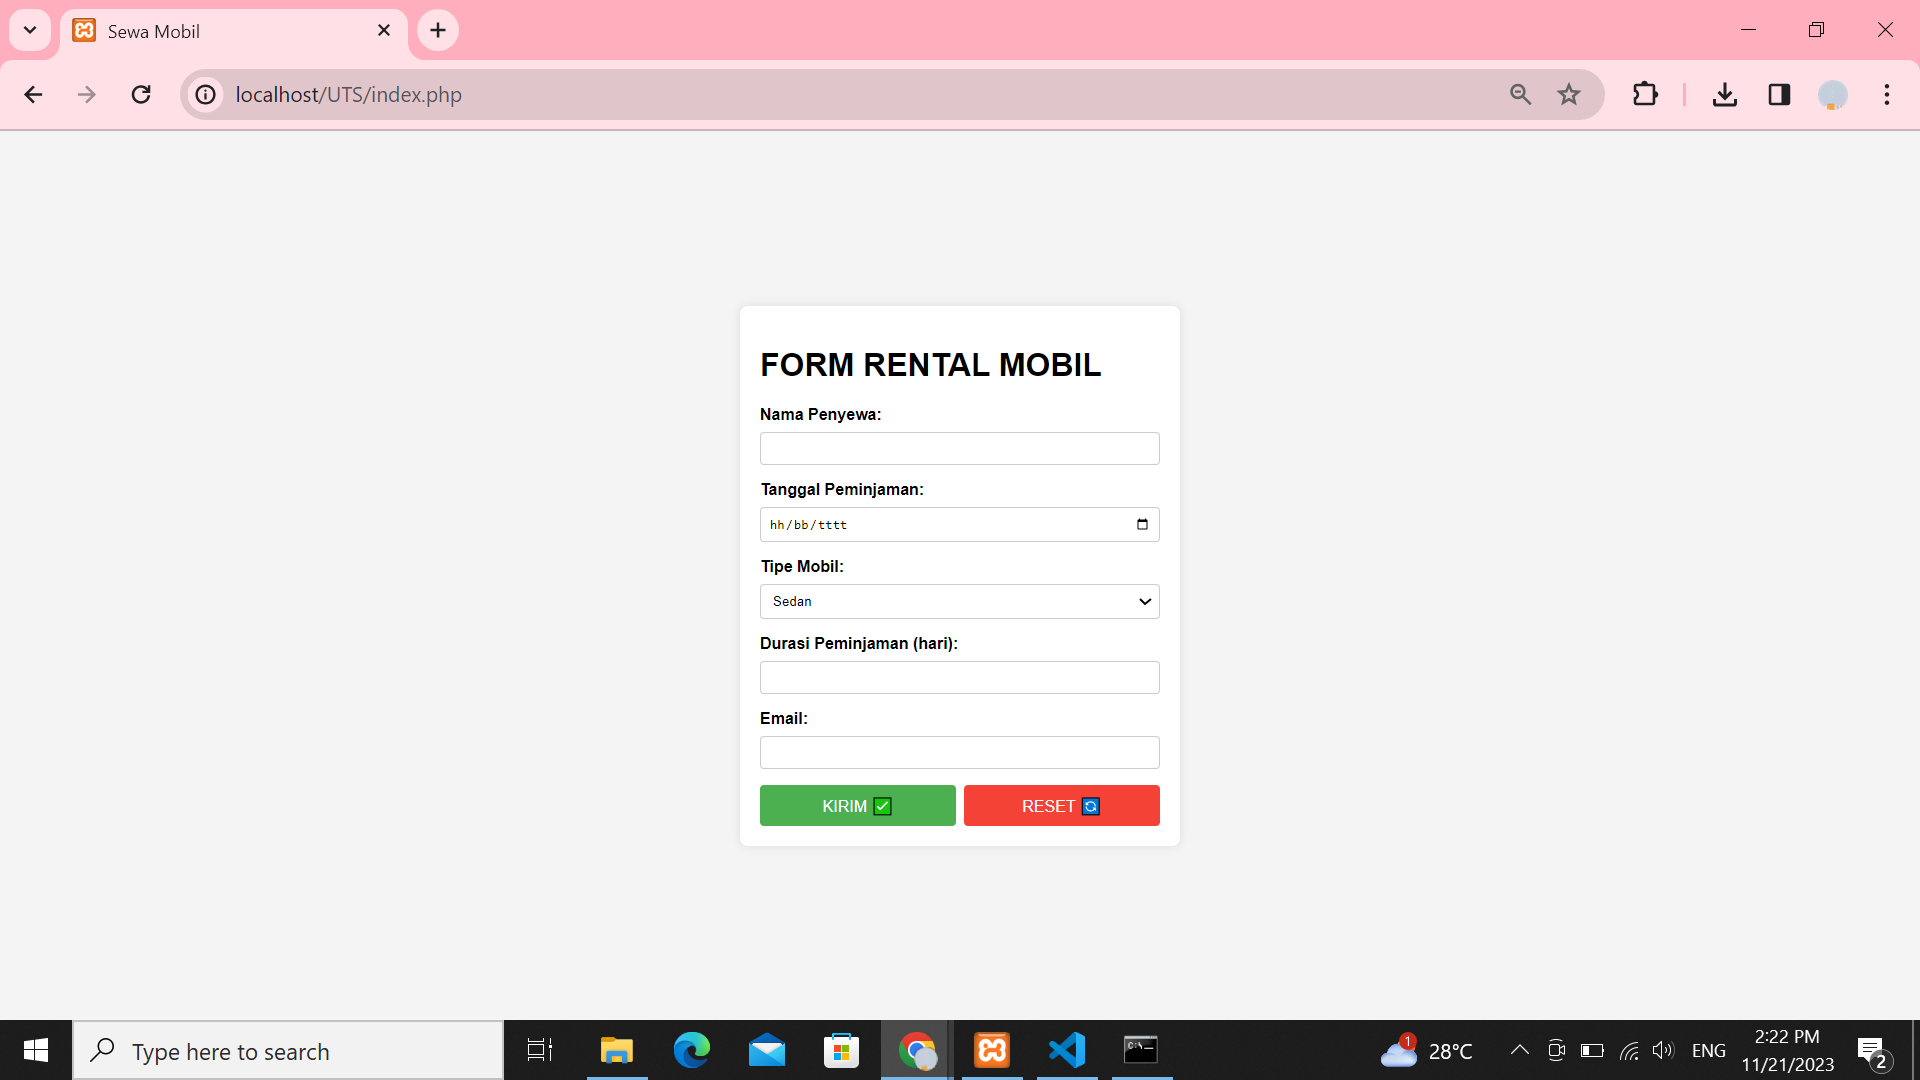 Sewa Mobil
localhost/UTS/index.php
FORM RENTAL MOBIL
Nama Penyewa:
Tanggal Peminjaman:
hh/bb/tttt
Tipe Mobil:
Sedan
Durasi Peminjaman (hari):
Email:
KIRIM ✅
RESET 🔄
Type here to search
C:\
1
28°C
ENG
2:22 PM
11/21/2023
2